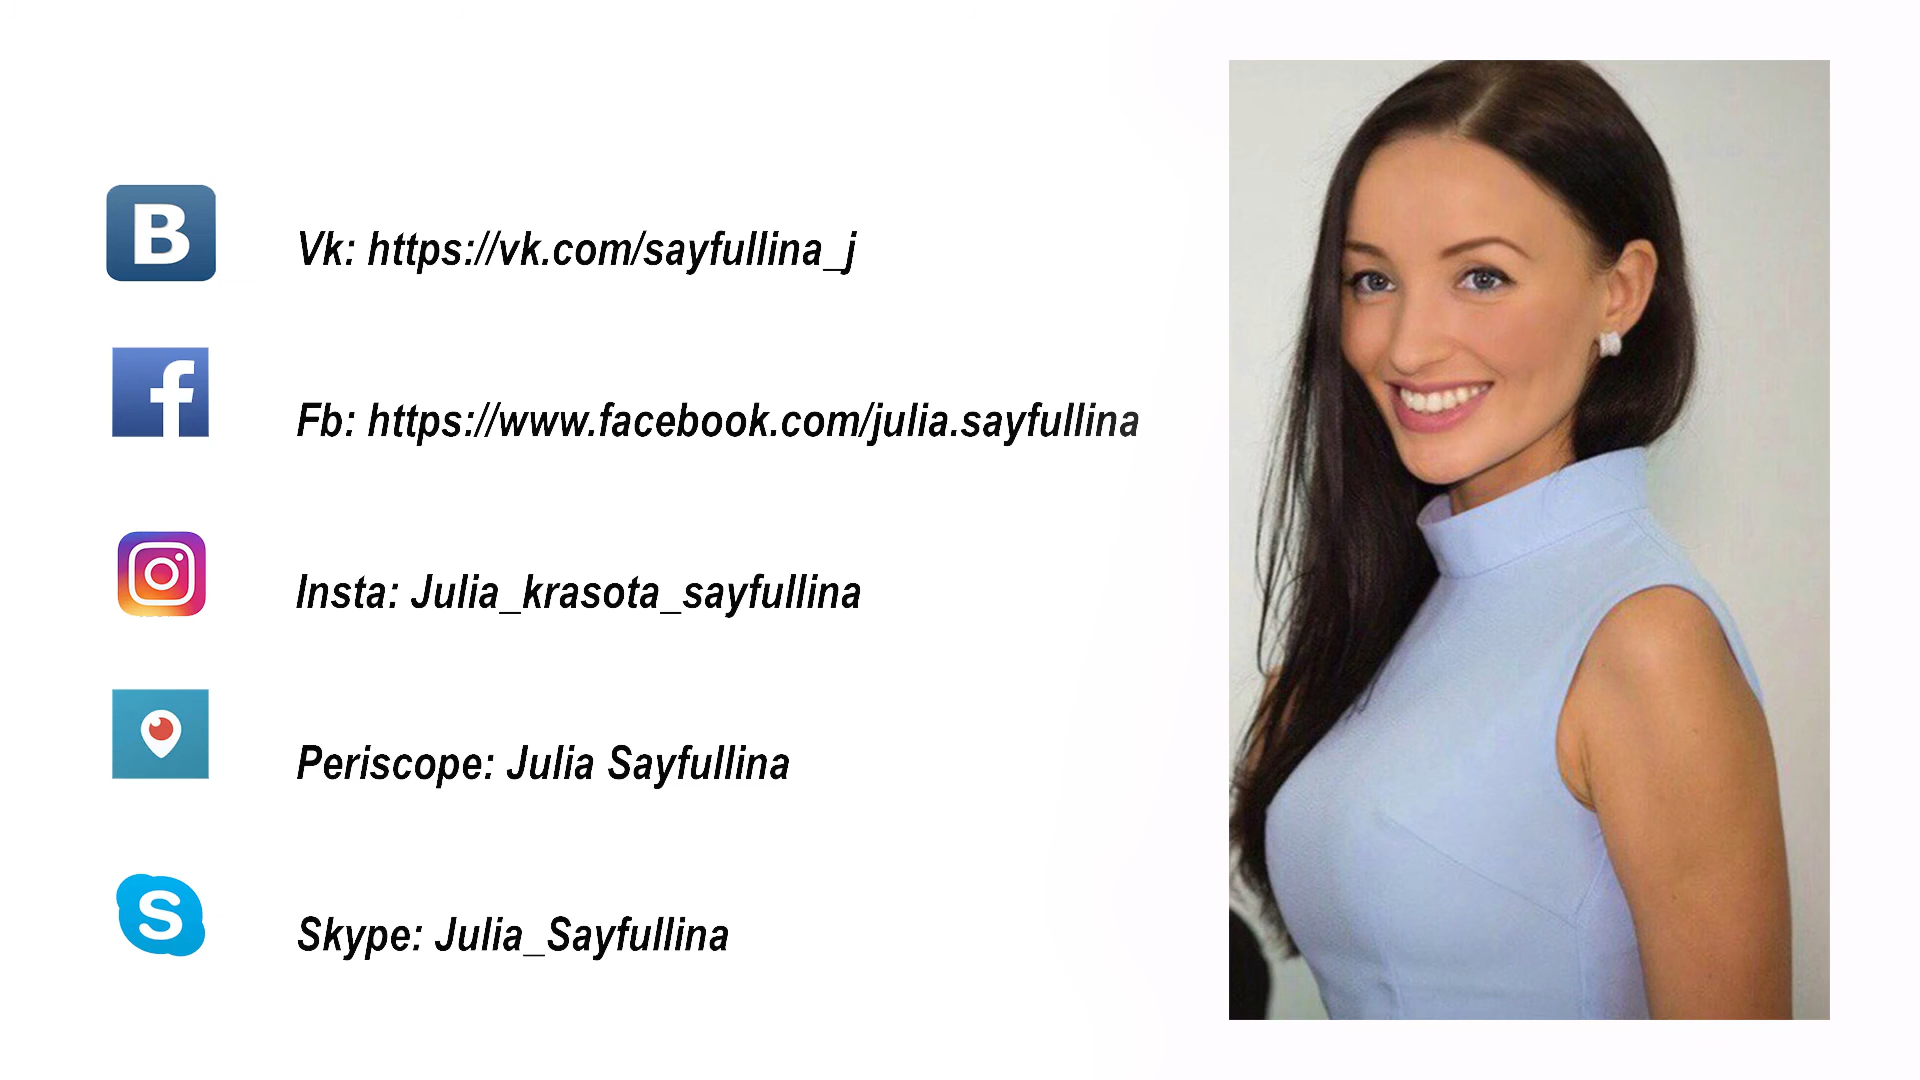 Vk: https://vk.com/sayfullina_j
Fb: https://www.facebook.com/julia.sayfullina
Insta: Julia_krasota_sayfullina
Periscope: Julia Sayfullina
Skype: Julia_Sayfullina